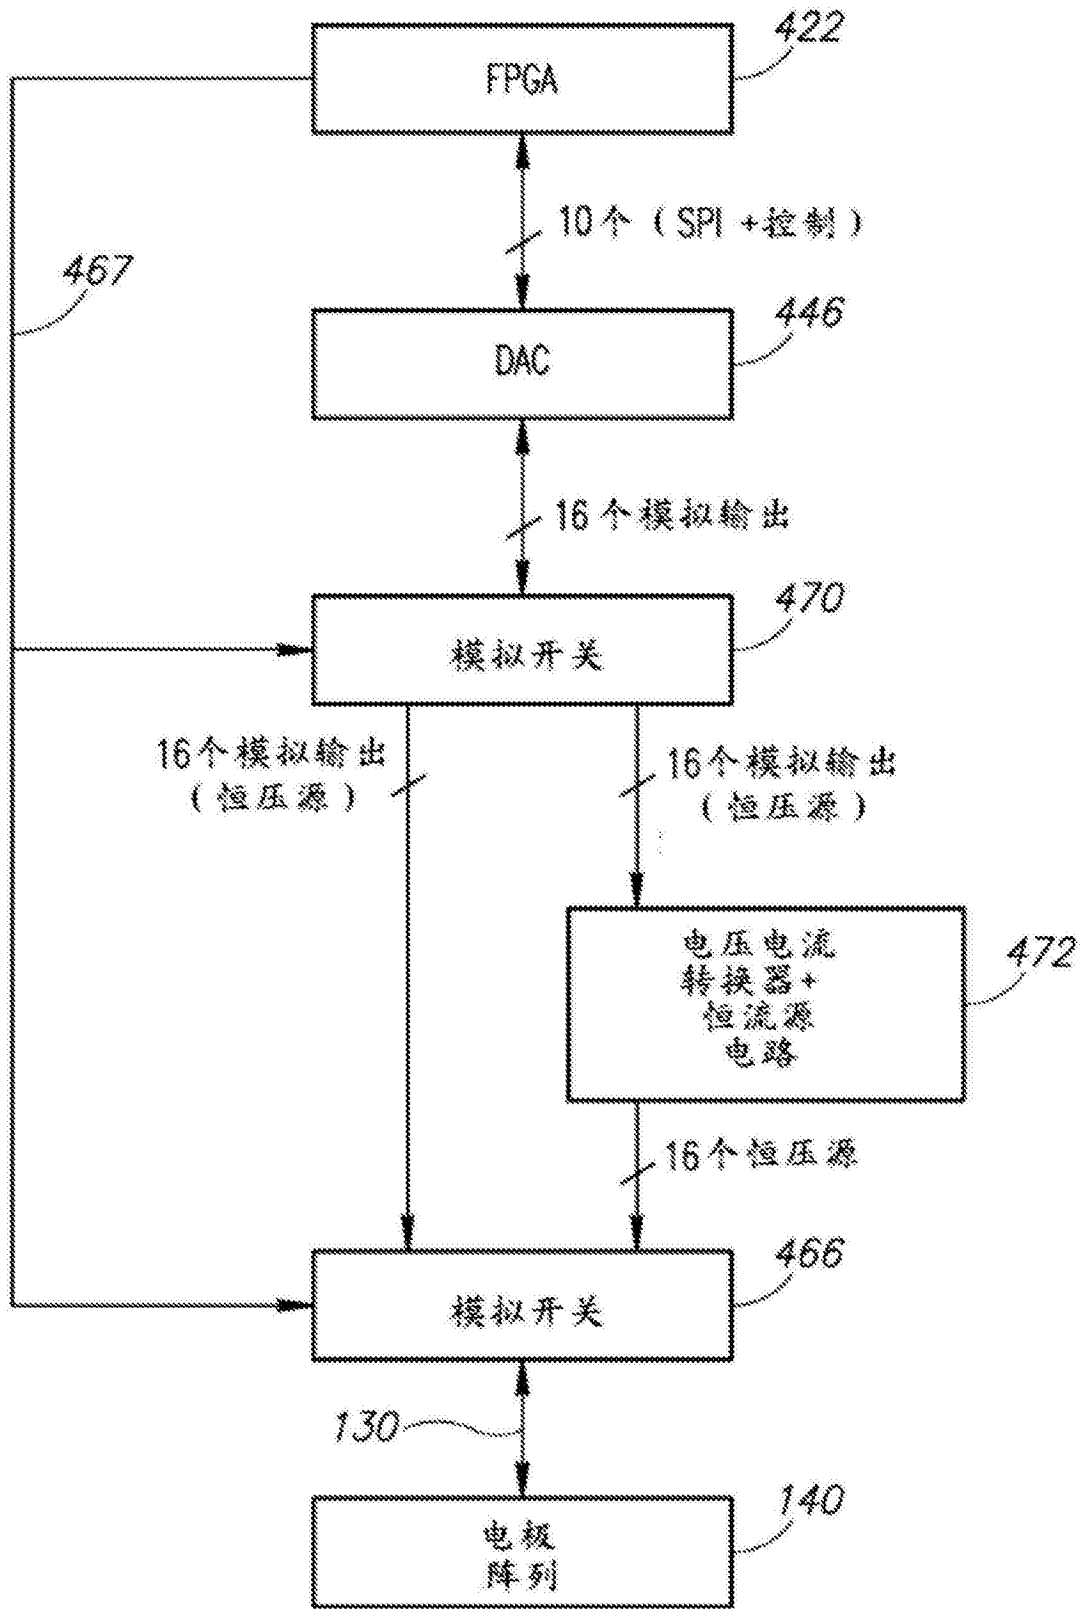 422
FPGA
10个（SPI+控制）
467
446
DAC
16个模拟输出
470
模拟开关
16个模拟输出
（恒压源）
16个模拟输出
（恒压源）
电压电流
转换器+
恒流源
电路
472
16个恒压源
466
模拟开关
130
140
电极
阵列